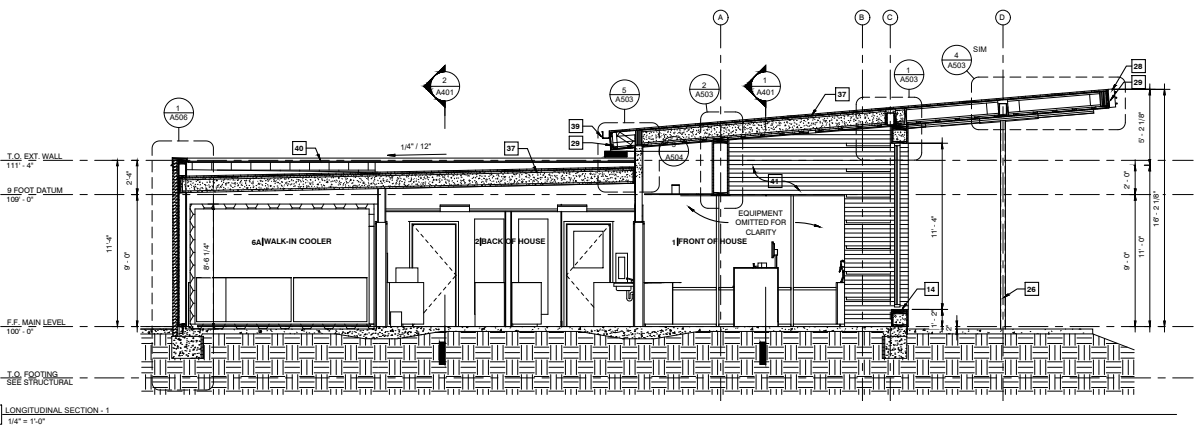 A
B
C
D
4
A503
SIM
28
29
2
A401
5
A503
2
A503
1
A401
1
A503
37
1
A506
39
29
A504
5' - 2 1/8"
T.O. EXT. WALL
111' - 4"
40
1/4" / 12"
37
2'-4"
41
2' - 0"
16' - 2 1/8"
9 FOOT DATUM
109' - 0"
EQUIPMENT
OMITTED FOR
CLARITY
6A WALK-IN COOLER
2 BACK OF HOUSE
1 FRONT OF HOUSE
11'-4"
9' - 0"
8'-6 1/4"
11' - 4"
9' - 0"
11' - 0"
14
26
1' - 2"
2"
F.F. MAIN LEVEL
100' - 0"
T.O. FOOTING
SEE STRUCTURAL
LONGITUDINAL SECTION - 1
1/4" = 1'-0"